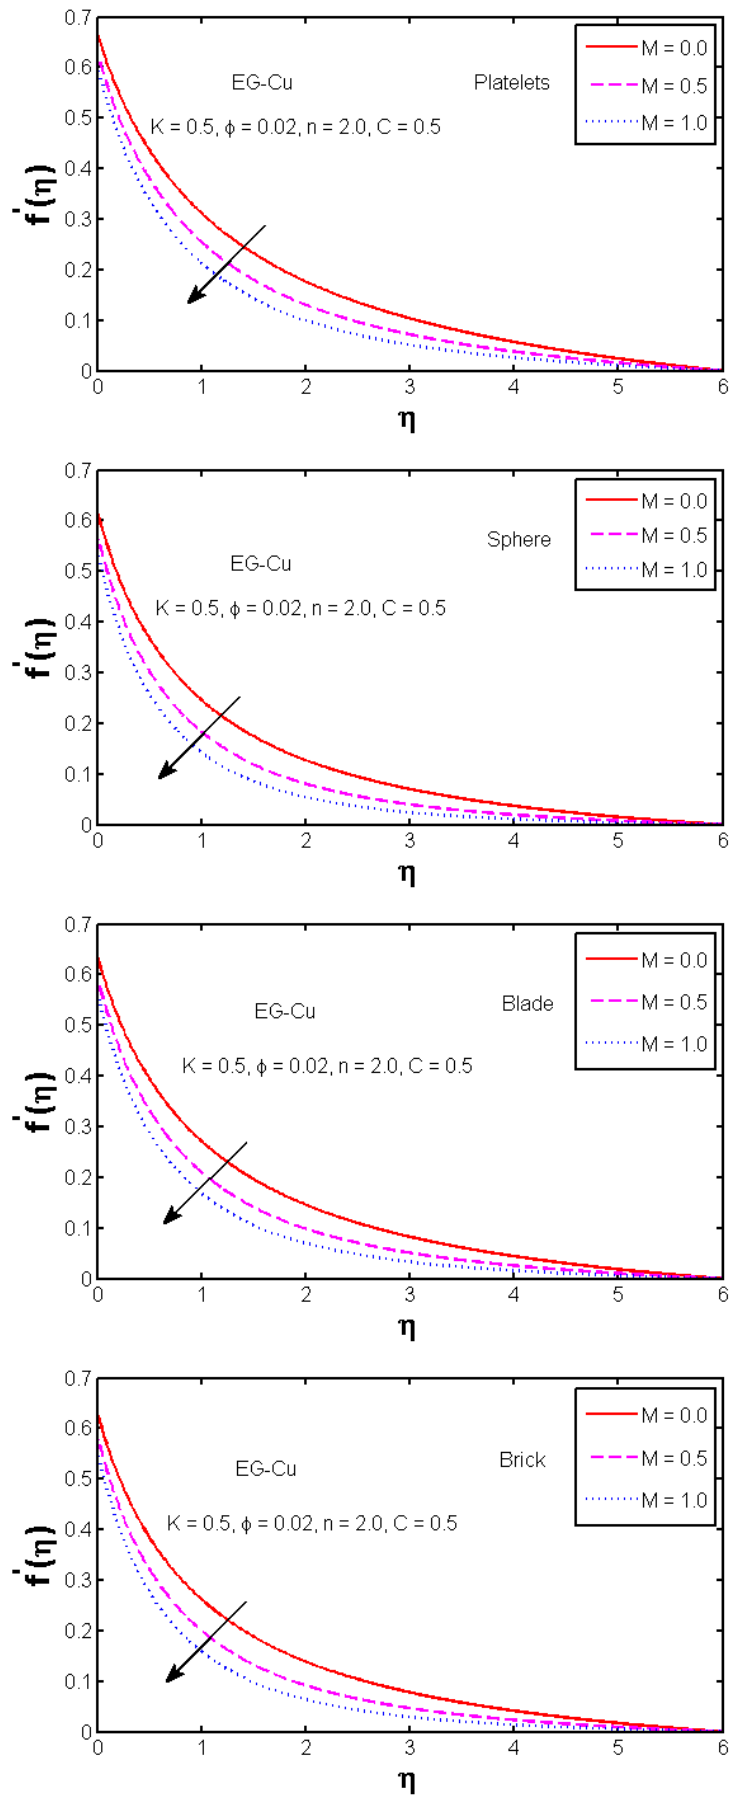 0.7
0.6
0.5
0.4
0.3
0.2
0.1
0
f'(η)
EG-Cu
Platelets
K = 0.5, ϕ = 0.02, n = 2.0, C = 0.5
M = 0.0
M = 0.5
M = 1.0
0 1 2 3 4 5 6
η
0.7
0.6
0.5
0.4
0.3
0.2
0.1
0
f'(η)
EG-Cu
Sphere
K = 0.5, ϕ = 0.02, n = 2.0, C = 0.5
M = 0.0
M = 0.5
M = 1.0
0 1 2 3 4 5 6
η
0.7
0.6
0.5
0.4
0.3
0.2
0.1
0
f'(η)
EG-Cu
Blade
K = 0.5, ϕ = 0.02, n = 2.0, C = 0.5
M = 0.0
M = 0.5
M = 1.0
0 1 2 3 4 5 6
η
0.7
0.6
0.5
0.4
0.3
0.2
0.1
0
f'(η)
EG-Cu
Brick
K = 0.5, ϕ = 0.02, n = 2.0, C = 0.5
M = 0.0
M = 0.5
M = 1.0
0 1 2 3 4 5 6
η